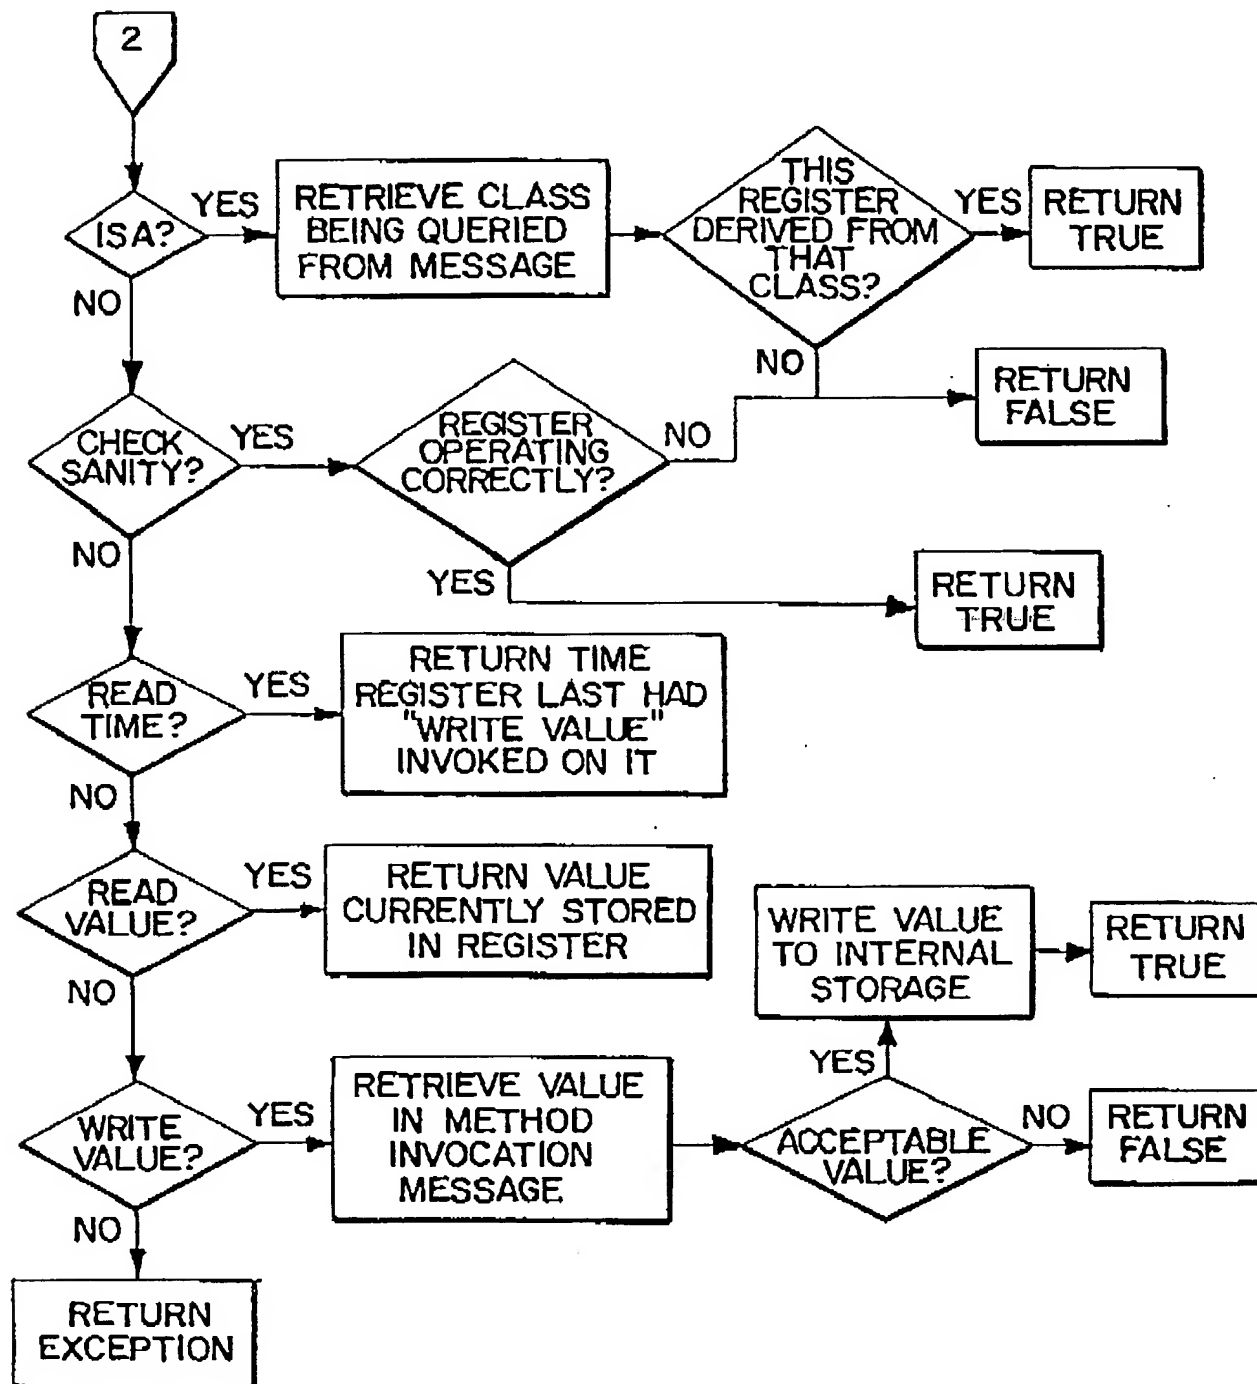 2
ISA?
YES
RETRIEVE CLASS
BEING QUERIED
FROM MESSAGE
THIS
REGISTER
DERIVED FROM
THAT
CLASS?
YES
RETURN
TRUE
NO
NO
RETURN
FALSE
CHECK
SANITY?
YES
REGISTER
OPERATING
CORRECTLY?
NO
NO
YES
RETURN
TRUE
READ
TIME?
YES
RETURN TIME
REGISTER LAST HAD
"WRITE VALUE"
INVOKED ON IT
NO
READ
VALUE?
YES
RETURN VALUE
CURRENTLY STORED
IN REGISTER
WRITE VALUE
TO INTERNAL
STORAGE
RETURN
TRUE
NO
YES
WRITE
VALUE?
YES
RETRIEVE VALUE
IN METHOD
INVOCATION
MESSAGE
ACCEPTABLE
VALUE?
NO
RETURN
FALSE
NO
RETURN
EXCEPTION